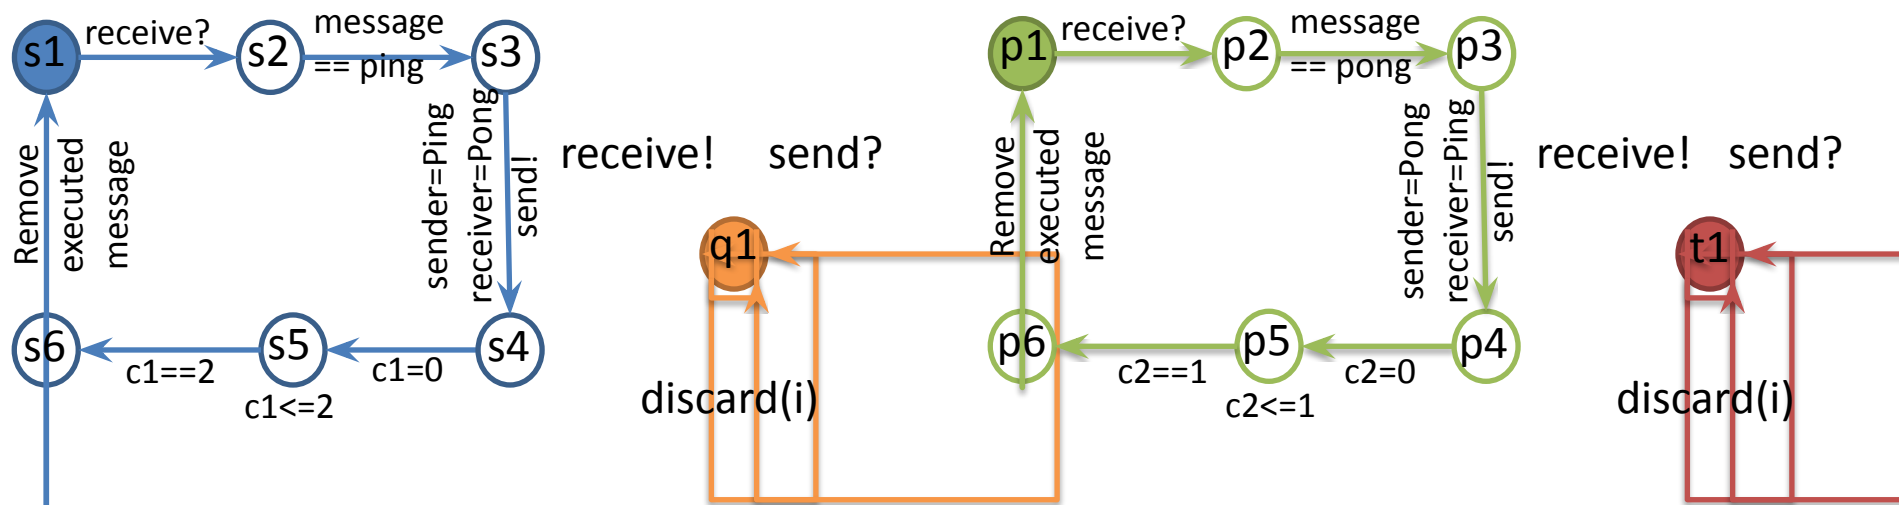 s1
receive?
s2
message
== ping
s3
sender=Ping
receiver=Pong
send!
s4
c1=0
s5
c1<=2
c1==2
s6
Remove
executed
message
receive!
send?
q1
discard(i)
p1
receive?
p2
message
== pong
p3
sender=Pong
receiver=Ping
send!
p4
c2=0
p5
c2<=1
c2==1
p6
Remove
executed
message
receive!
send?
t1
discard(i)